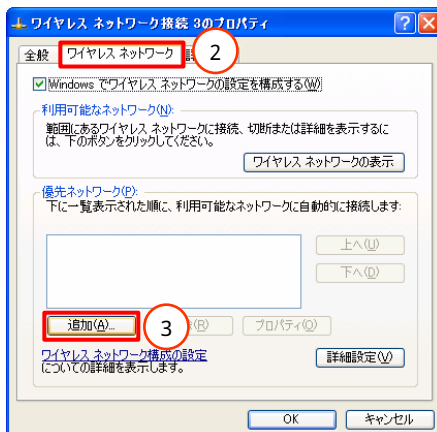 ワイヤレス ネットワーク接続 3のプロパティ
全般 ワイヤレス ネットワーク 2
Windows でワイヤレス ネットワークの設定を構成する(W)
利用可能なネットワーク(N):
範囲にあるワイヤレス ネットワークに接続、切断または詳細を表示するに
は、下のボタンをクリックしてください。
ワイヤレス ネットワークの表示
優先ネットワーク(P):
下に一覧表示された順に、利用可能なネットワークに自動的に接続します:
上へ(U)
下へ(D)
追加(A)... 3 (R) プロパティ(O)
ワイヤレス ネットワーク構成の設定
についての詳細を表示します。
詳細設定(V)
OK キャンセル